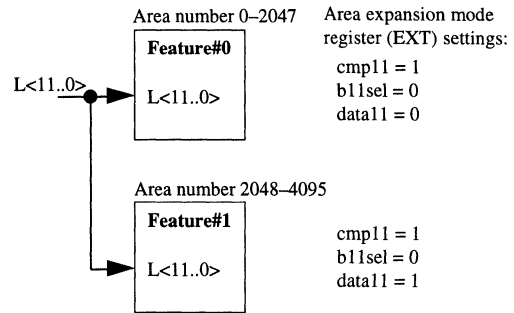 Area number 0–2047
Area expansion mode
register (EXT) settings:
Feature#0
cmp11 = 1
L<11..0>
L<11..0>
b11sel = 0
data11 = 0
Area number 2048–4095
Feature#1
cmp11 = 1
b11sel = 0
L<11..0>
data11 = 1